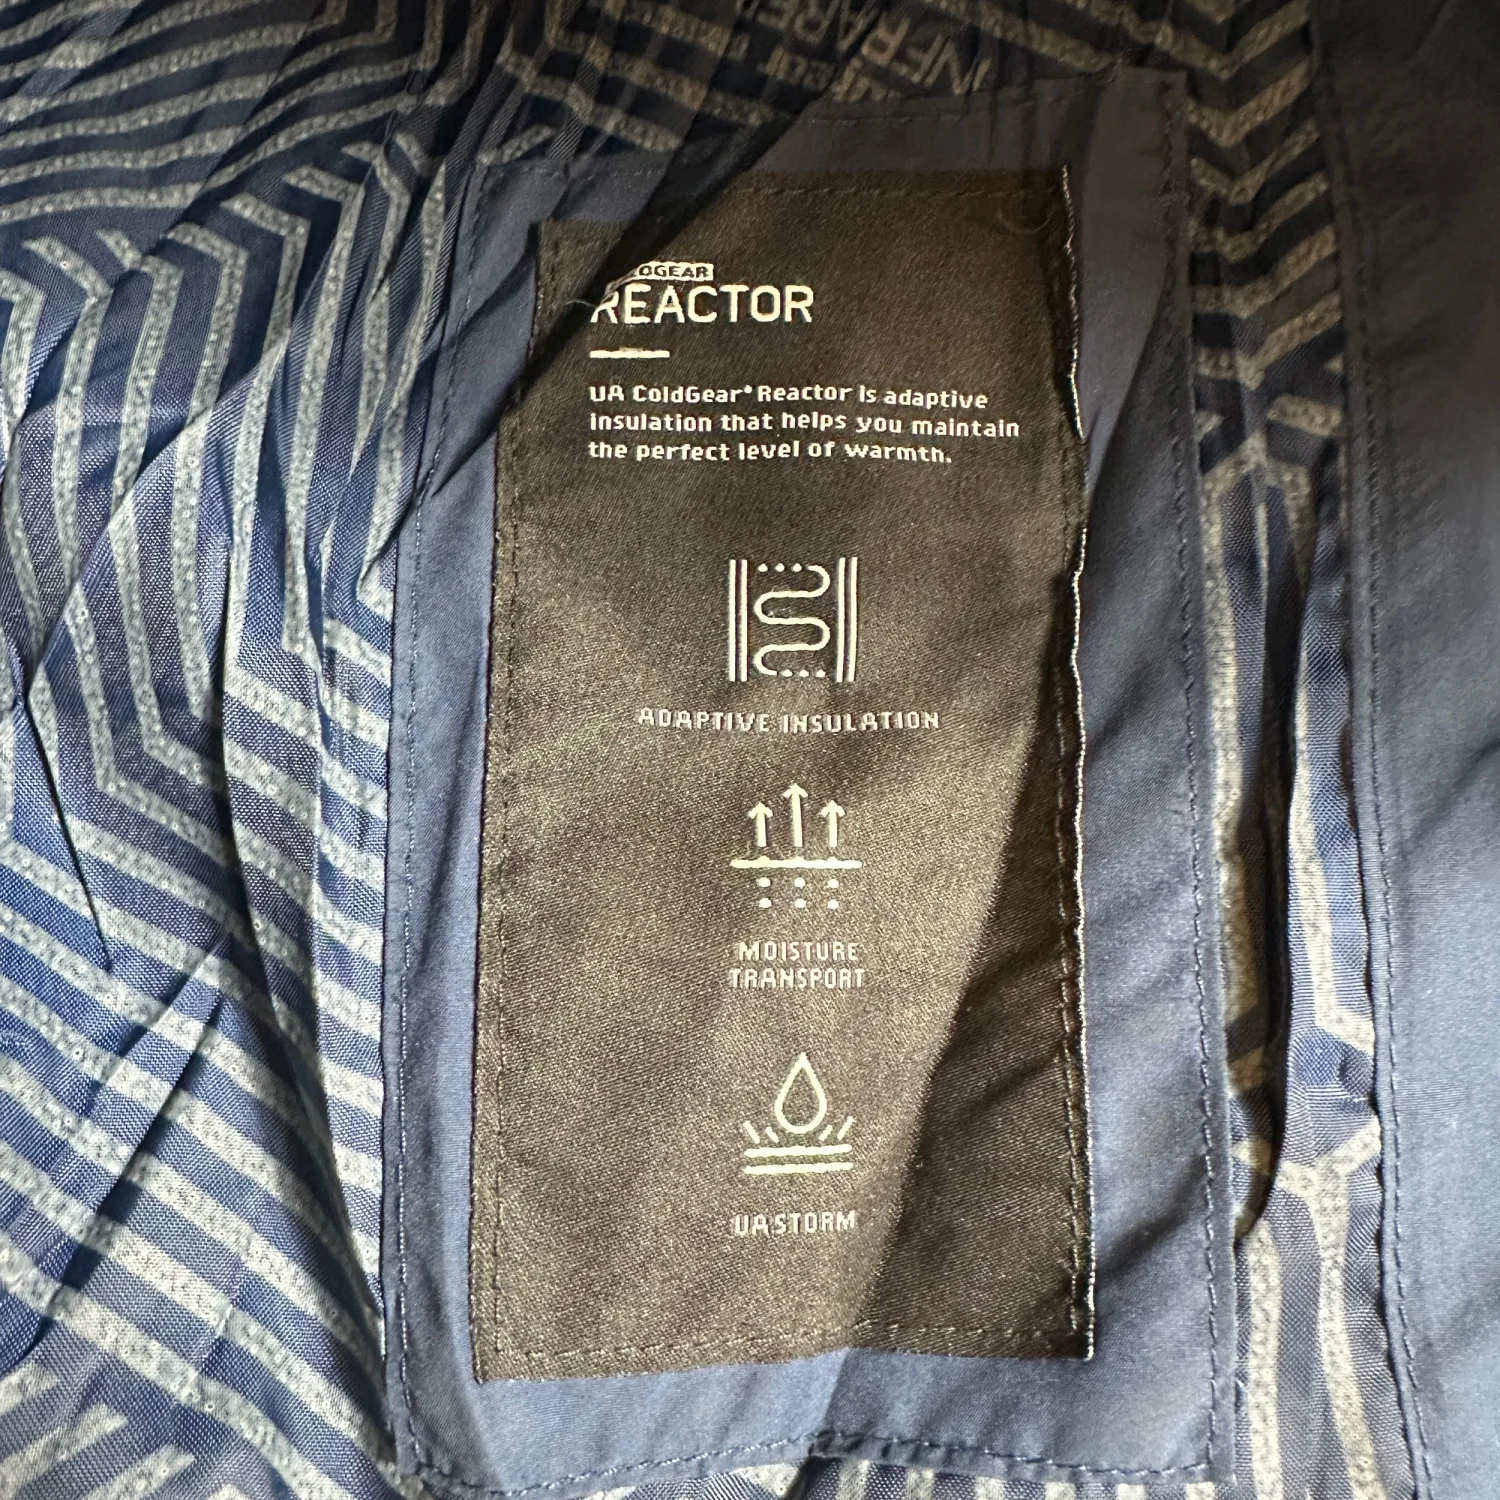 REACTOR
UA ColdGear® Reactor is adaptive
insulation that helps you maintain
the perfect level of warmth.
ADAPTIVE INSULATION
MOISTURE
TRANSPORT
UA STORM